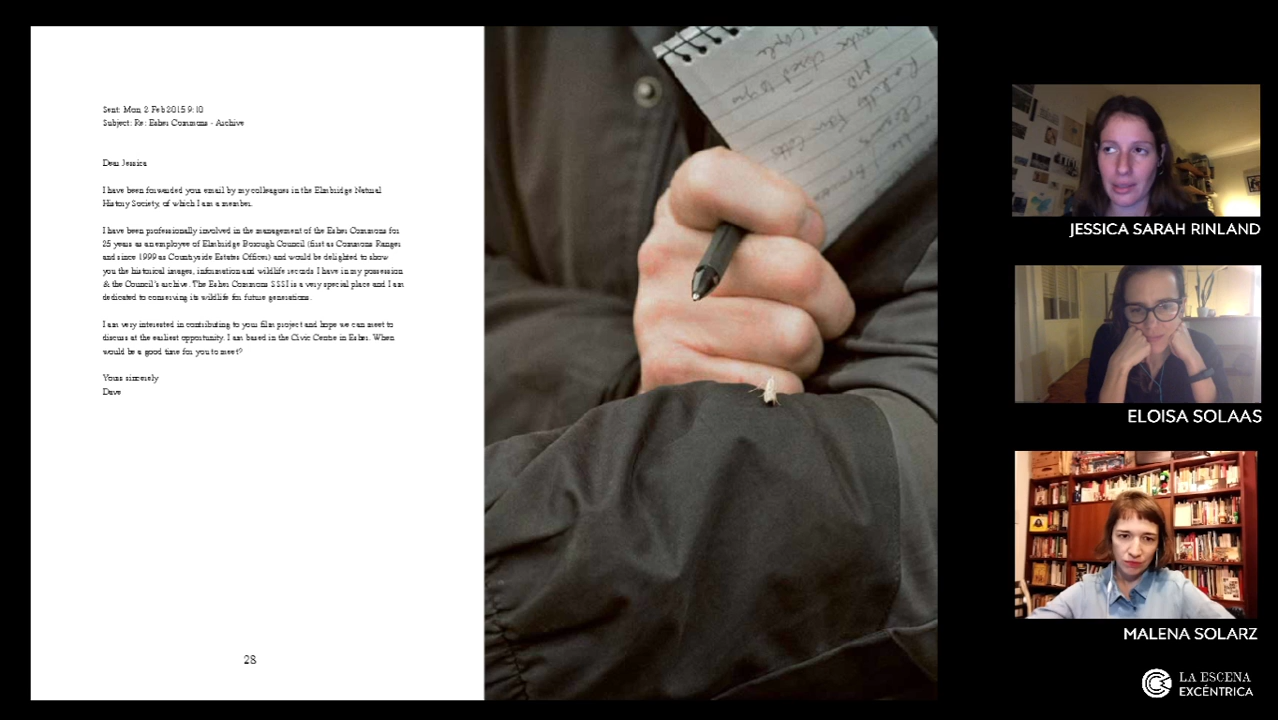 Sent: Mon, 2 Feb 2015 9:10
Subject: Re: Esher Commons - Archive
Dear Jessica
I have been forwarded your email by my colleagues in the Elmbridge Natural
History Society, of which I am a member.
I have been professionally involved in the management of the Esher Commons for
25 years as an employee of Elmbridge Borough Council (first as Commons Ranger
and since 1999 as Countryside Estates Officer) and would be delighted to show
you the historical images, information and wildlife records I have in my possession
& the Council's archive. The Esher Commons SSSI is a very special place and I am
dedicated to conserving its wildlife for future generations.
I am very interested in contributing to your film project and hope we can meet to
discuss at the earliest opportunity. I am based in the Civic Centre in Esher. When
would be a good time for you to meet?
Yours sincerely
Dave
28
JESSICA SARAH RINLAND
ELOISA SOLAAS
MALENA SOLARZ
LA ESCENA
EXCÉNTRICA